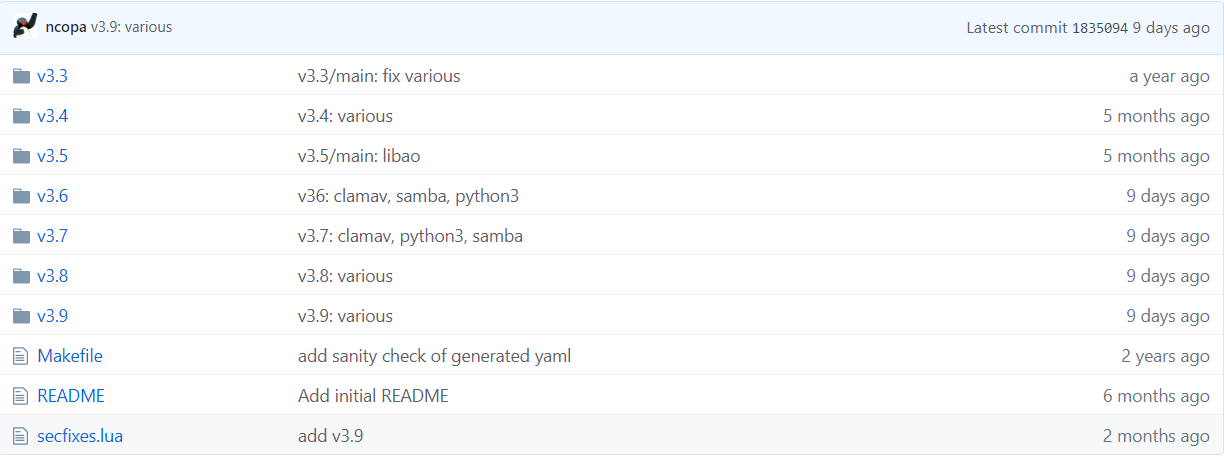 ncopa v3.9: various Latest commit 1835094 9 days ago
v3.3 v3.3/main: fix various a year ago
v3.4 v3.4: various 5 months ago
v3.5 v3.5/main: libao 5 months ago
v3.6 v36: clamav, samba, python3 9 days ago
v3.7 v3.7: clamav, python3, samba 9 days ago
v3.8 v3.8: various 9 days ago
v3.9 v3.9: various 9 days ago
Makefile add sanity check of generated yaml 2 years ago
README Add initial README 6 months ago
secfixes.lua add v3.9 2 months ago